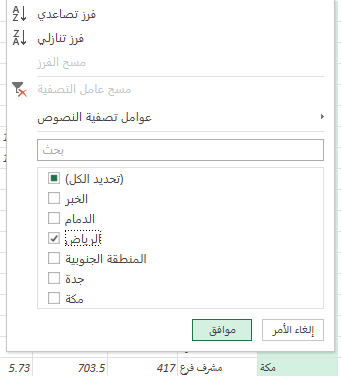 فرز تصاعدي
فرز تنازلي
مسح الفرز
مسح عامل التصفية
عوامل تصفية النصوص
بحث
(تحديد الكل)
الخبر
الدمام
الرياض
المنطقة الجنوبية
جدة
مكة
موافق
إلغاء الأمر
مكة
مشرف فرع
417
703.5
5.73